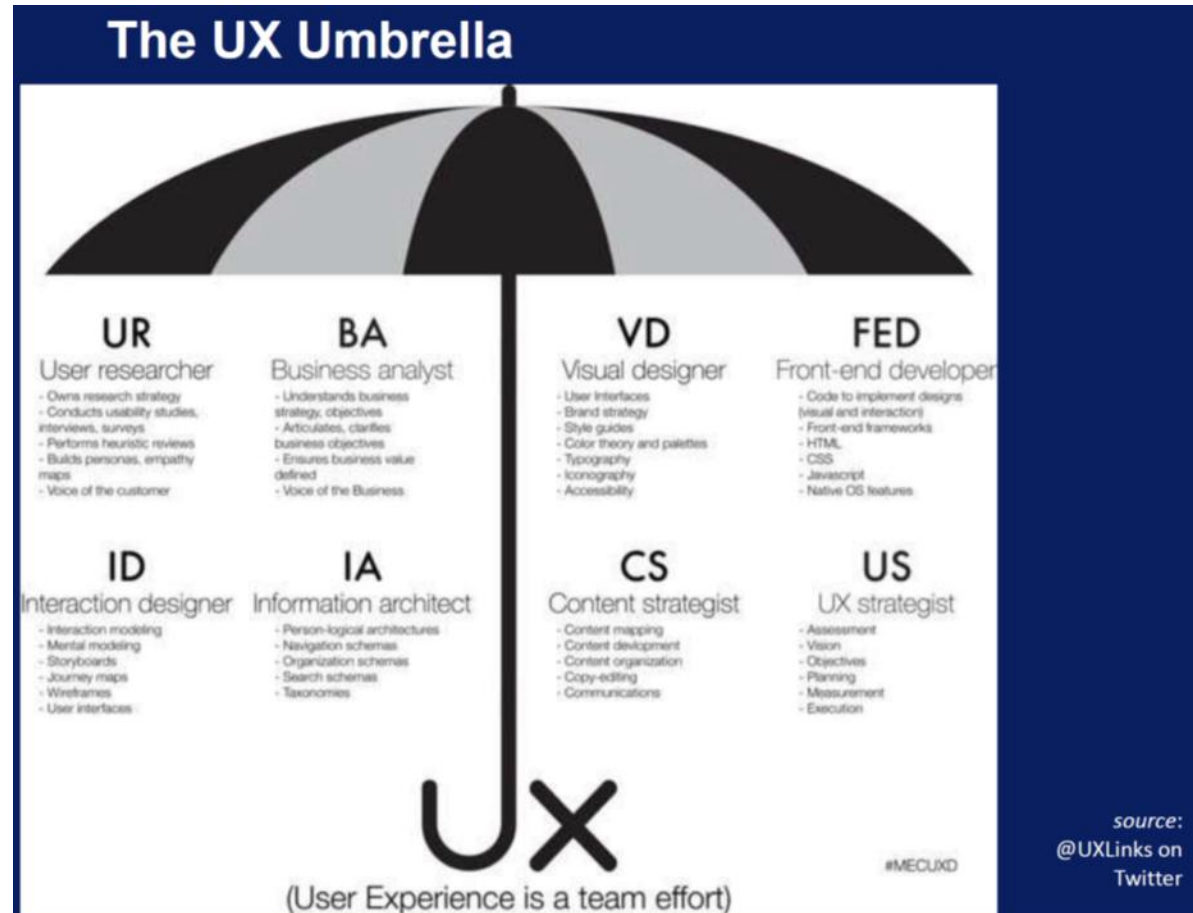 The UX Umbrella
UR
User researcher
- Owns research strategy
- Conducts usability studies,
interviews, surveys
- Performs heuristic reviews
- Builds personas, empathy
maps
- Voice of the customer
BA
Business analyst
- Understands business
strategy, objectives
- Articulates, clarifies
business objectives
- Ensures business value
defined
- Voice of the Business
VD
Visual designer
- User Interfaces
- Brand strategy
- Style guides
- Color theory and palettes
- Typography
- Iconography
- Accessibility
FED
Front-end developer
- Code to implement designs
(visual and interaction)
- Front-end frameworks
- HTML
- CSS
- Javascript
- Native OS features
ID
Interaction designer
- Interaction modeling
- Mental modeling
- Storyboards
- Journey maps
- Wireframes
- User interfaces
IA
Information architect
- Person-logical architectures
- Navigation schemas
- Organization schemas
- Search schemas
- Taxonomies
CS
Content strategist
- Content mapping
- Content devlopment
- Content organization
- Copy-editing
- Communications
US
UX strategist
- Assessment
- Vision
- Objectives
- Planning
- Measurement
- Execution
UX
#MECUXD
(User Experience is a team effort)
source:
@UXLinks on
Twitter